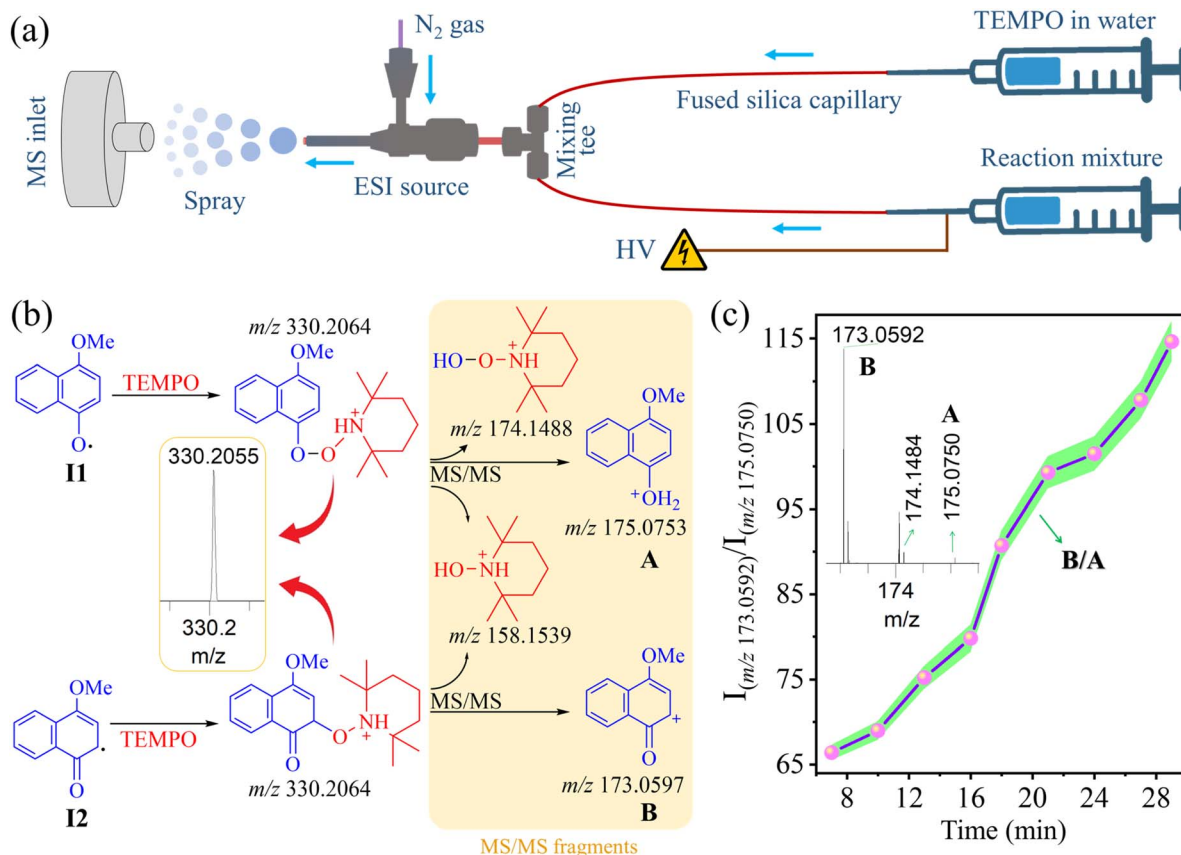 (a)
N₂ gas
TEMPO in water
Fused silica capillary
MS inlet
Mixing
tee
Spray
ESI source
Reaction mixture
HV
(b)
OMe
O·
I1
TEMPO
m/z 330.2064
OMe
O-O
HN
+
330.2055
330.2
m/z
OMe
O
·
I2
TEMPO
OMe
O
O
NH
+
m/z 330.2064
MS/MS
MS/MS
HO-O-NH
+
m/z 174.1488
OMe
+OH₂
m/z 175.0753
A
HO-NH
+
m/z 158.1539
OMe
O
+
m/z 173.0597
B
MS/MS fragments
(c)
I(m/z 173.0592)/I(m/z 175.0750)
115
105
95
85
75
65
8
12
16
20
24
28
Time (min)
173.0592
B
A
174.1484
175.0750
174
m/z
B/A